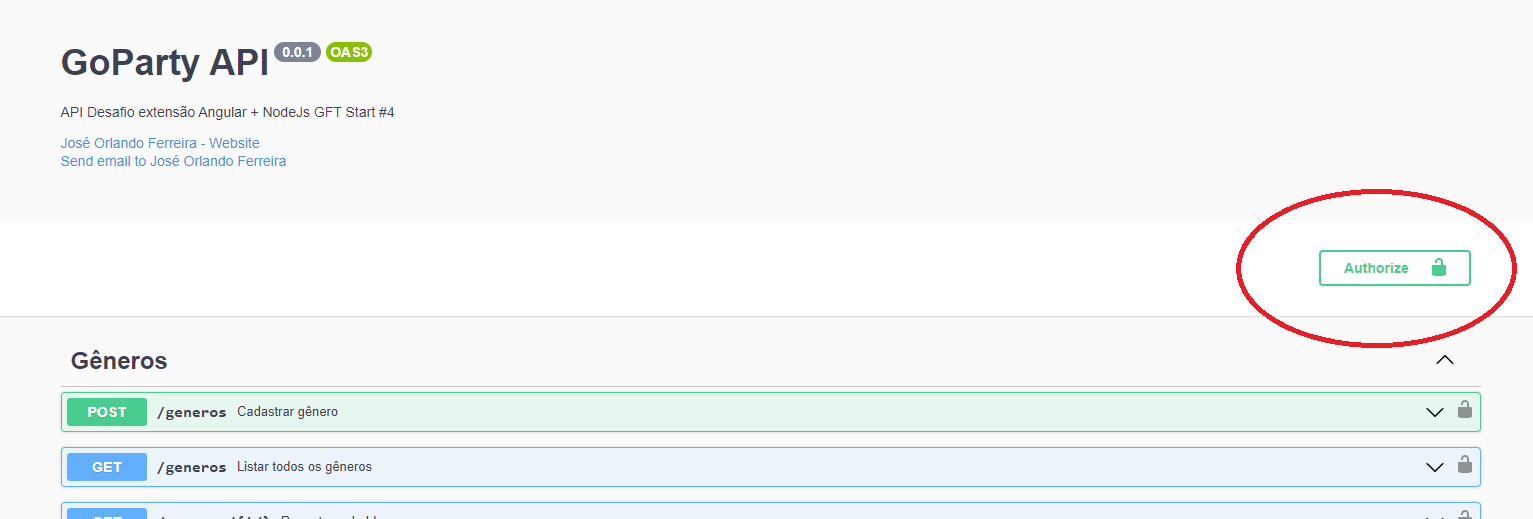 GoParty API 0.0.1 OAS3
API Desafio extensão Angular + NodeJs GFT Start #4
José Orlando Ferreira - Website
Send email to José Orlando Ferreira
Authorize
Gêneros
POST /generos Cadastrar gênero
GET /generos Listar todos os gêneros
GET